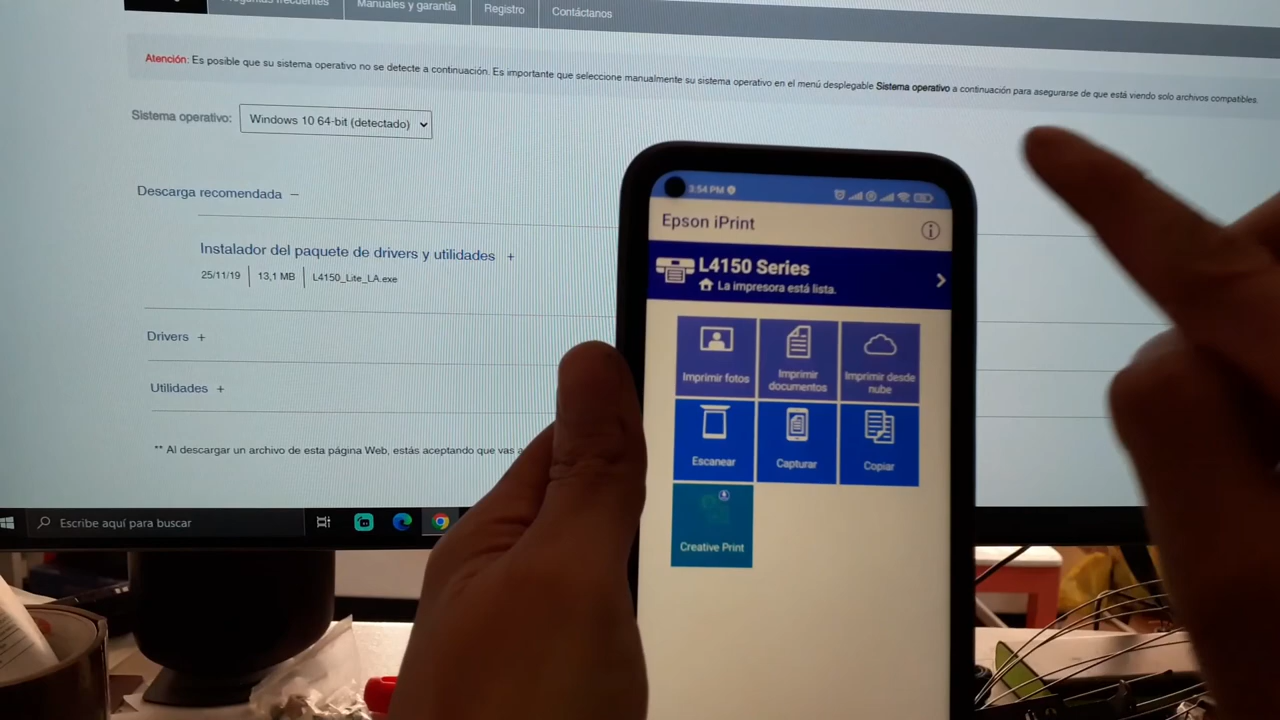 Manuales y garantía
Registro
Contáctanos
Atención: Es posible que su sistema operativo no se detecte a continuación. Es importante que seleccione manualmente su sistema operativo en el menú desplegable Sistema operativo a continuación para asegurarse de que está viendo solo archivos compatibles.
Sistema operativo:
Windows 10 64-bit (detectado)
Descarga recomendada −
Instalador del paquete de drivers y utilidades +
25/11/19 | 13,1 MB | L4150_Lite_LA.exe
Drivers +
Utilidades +
** Al descargar un archivo de esta página Web, estás aceptando que vas a
Escribe aquí para buscar
3:54 PM
Epson iPrint
L4150 Series
La impresora está lista.
Imprimir fotos
Imprimir documentos
Imprimir desde nube
Escanear
Capturar
Copiar
Creative Print